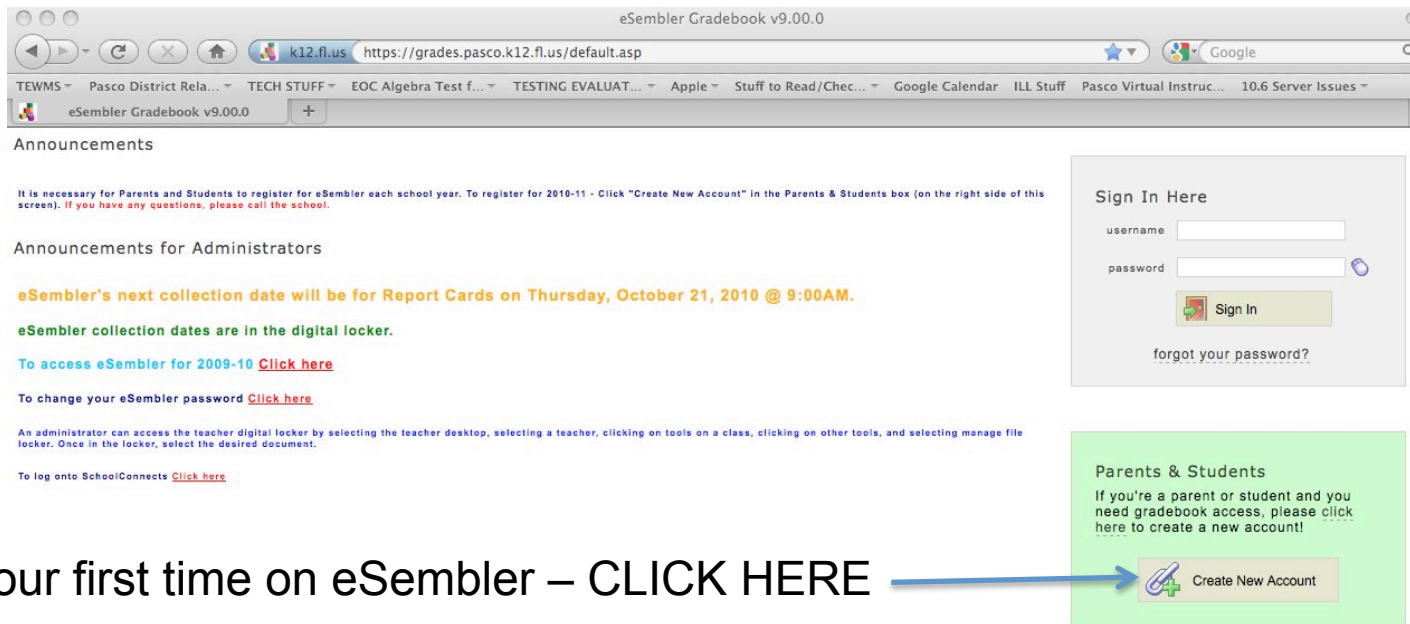 eSembler Gradebook v9.00.0
k12.fl.us https://grades.pasco.k12.fl.us/default.asp Google
TEWMS Pasco District Rela... TECH STUFF EOC Algebra Test f... TESTING EVALUAT... Apple Stuff to Read/Chec... Google Calendar ILL Stuff Pasco Virtual Instruc... 10.6 Server Issues
eSembler Gradebook v9.00.0 +
Announcements
It is necessary for Parents and Students to register for eSembler each school year. To register for 2010-11 - Click "Create New Account" in the Parents & Students box (on the right side of this
screen). If you have any questions, please call the school.
Announcements for Administrators
eSembler's next collection date will be for Report Cards on Thursday, October 21, 2010 @ 9:00AM.
eSembler collection dates are in the digital locker.
To access eSembler for 2009-10 Click here
To change your eSembler password Click here
An administrator can access the teacher digital locker by selecting the teacher desktop, selecting a teacher, clicking on tools on a class, clicking on other tools, and selecting manage file
locker. Once in the locker, select the desired document.
To log onto SchoolConnects Click here
Sign In Here
username
password
Sign In
forgot your password?
Parents & Students
If you're a parent or student and you
need gradebook access, please click
here to create a new account!
Create New Account
our first time on eSembler – CLICK HERE